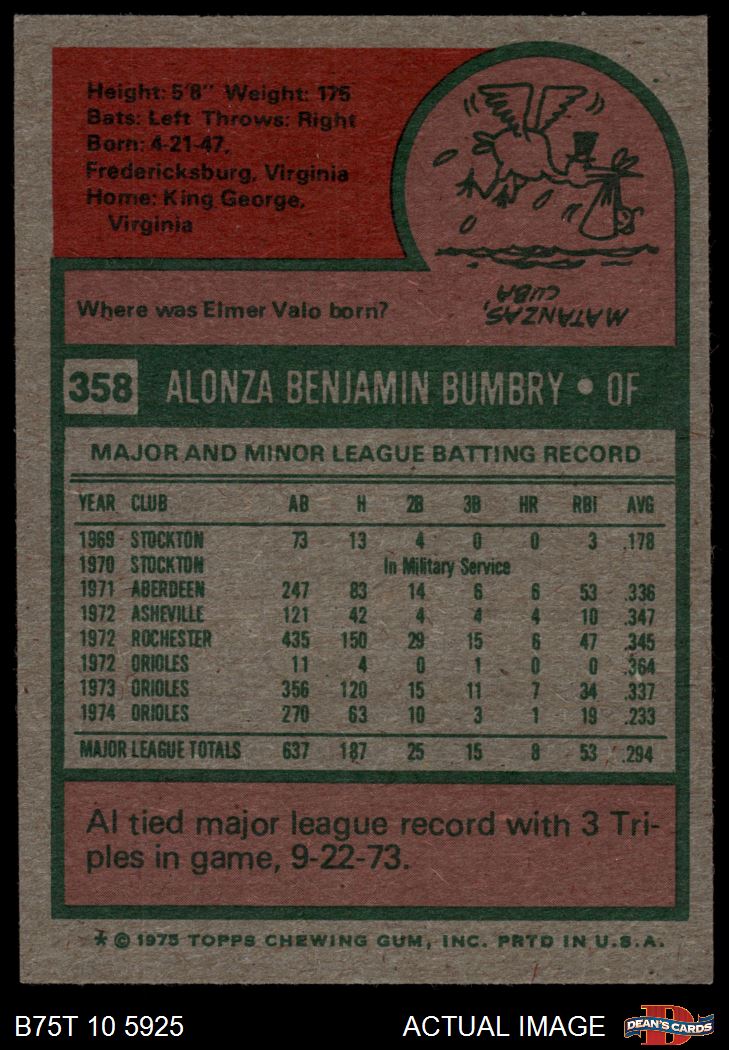 Height: 5'8" Weight: 175
Bats: Left Throws: Right
Born: 4-21-47,
Fredericksburg, Virginia
Home: King George,
Virginia
Where was Elmer Valo born?
MATANZAS,
CUBA
358 ALONZA BENJAMIN BUMBRY • OF
MAJOR AND MINOR LEAGUE BATTING RECORD
YEAR CLUB AB H 2B 3B HR RBI AVG
1969 STOCKTON 73 13 4 0 0 3 .178
1970 STOCKTON In Military Service
1971 ABERDEEN 247 83 14 6 6 53 .336
1972 ASHEVILLE 121 42 4 4 4 10 .347
1972 ROCHESTER 435 150 29 15 6 47 .345
1972 ORIOLES 11 4 0 1 0 0 .364
1973 ORIOLES 356 120 15 11 7 34 .337
1974 ORIOLES 270 63 10 3 1 19 .233
MAJOR LEAGUE TOTALS 637 187 25 15 8 53 .294
Al tied major league record with 3 Tri-
ples in game, 9-22-73.
* © 1975 TOPPS CHEWING GUM, INC. PRTD IN U.S.A.
B75T 10 5925 ACTUAL IMAGE DEAN'S CARDS